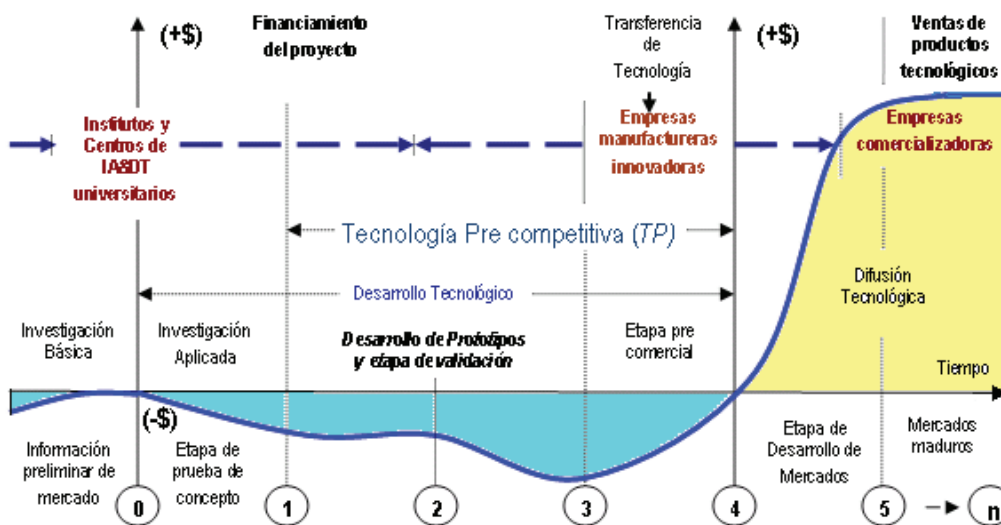 (+$)
Financiamiento
del proyecto
Transferencia
de
Tecnología
(+$)
Ventas de
productos
tecnológicos
Institutos y
Centros de
IA&DT
universitarios
Empresas
manufactureras
innovadoras
Empresas
comercializadoras
Tecnología Pre competitiva (TP)
Desarrollo Tecnológico
Difusión
Tecnológica
Investigación
Básica
Investigación
Aplicada
Desarrollo de Prototipos
y etapa de validación
Etapa pre
comercial
Tiempo
(-$)
Información
preliminar de
mercado
Etapa de
prueba de
concepto
Etapa de
Desarrollo de
Mercados
Mercados
maduros
0
1
2
3
4
5
n